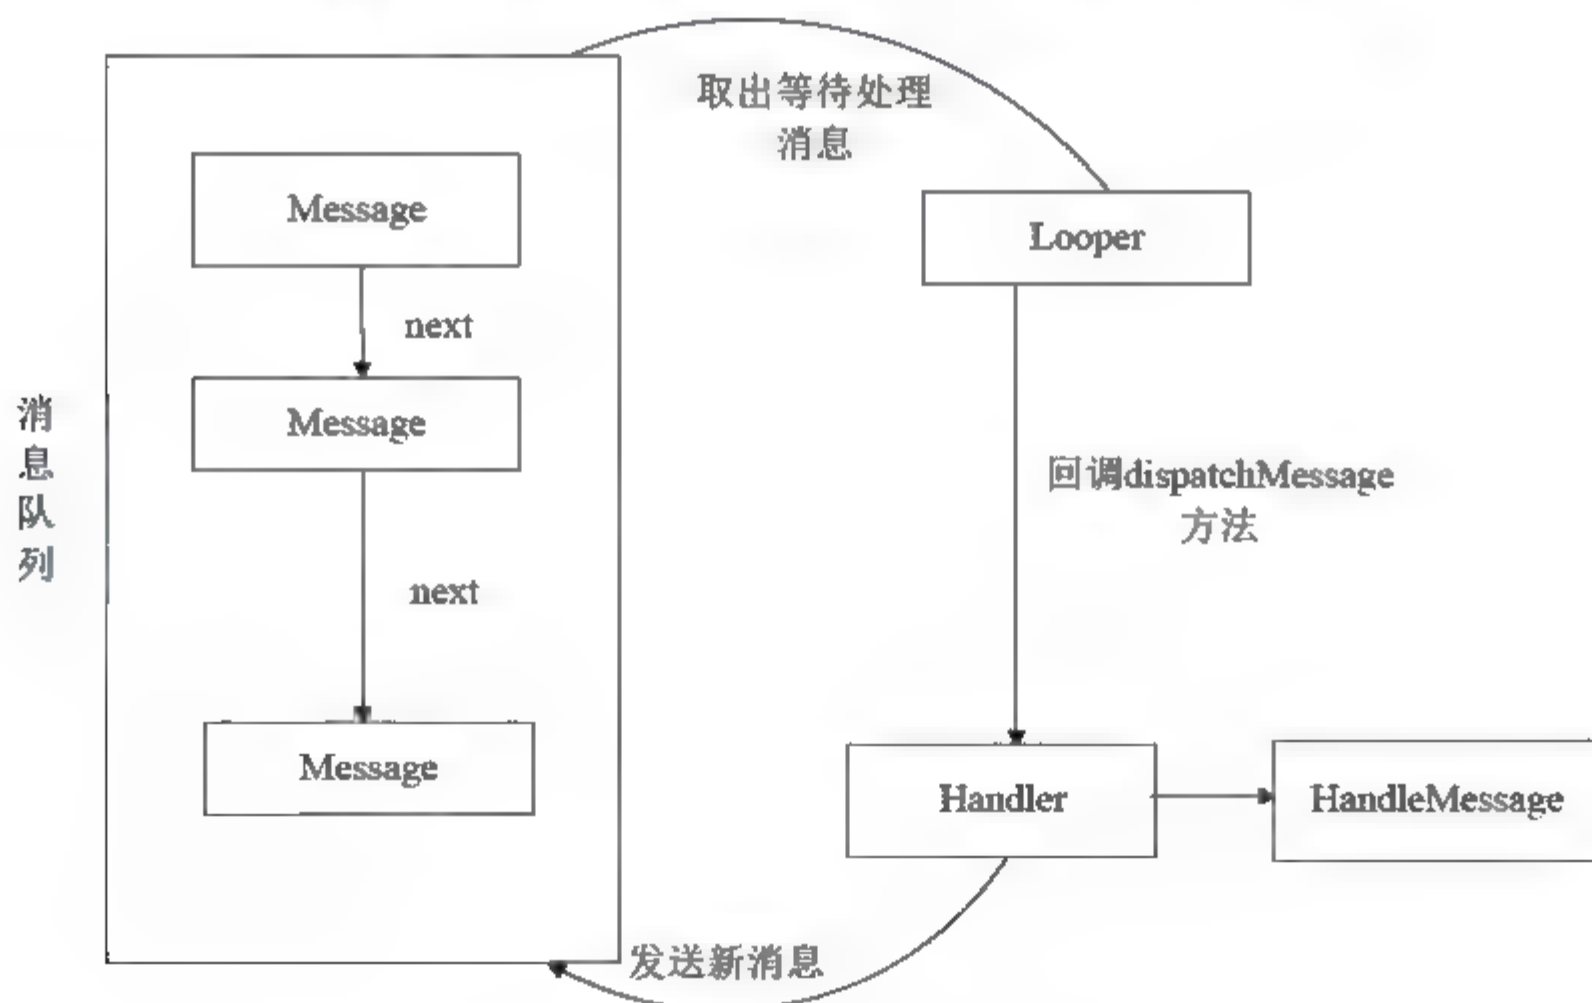 取出等待处理
消息
Message
Looper
next
消息队列
Message
回调dispatchMessage
方法
next
Message
Handler
HandleMessage
发送新消息